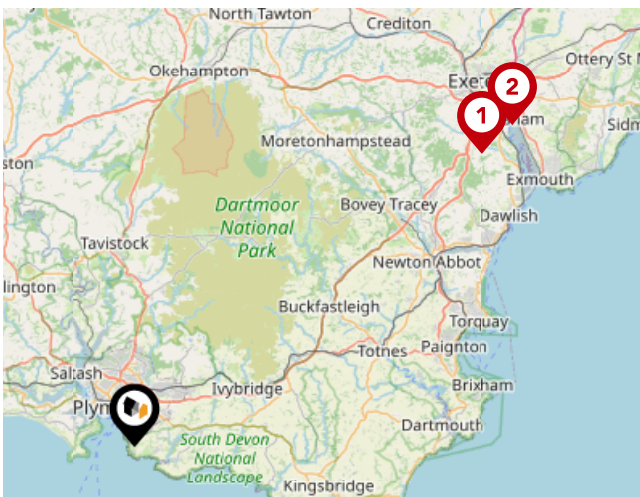 North Tawton
Crediton
Okehampton
Exet
Ottery St M
2
1
ham
Sidm
Moretonhampstead
ston
Exmouth
Bovey Tracey
Dawlish
Dartmoor
National
Park
Tavistock
Newton Abbot
lington
Buckfastleigh
Torquay
Totnes
Paignton
Saltash
Ivybridge
Brixham
Plym
Dartmouth
South Devon
National
Landscape
Kingsbridge